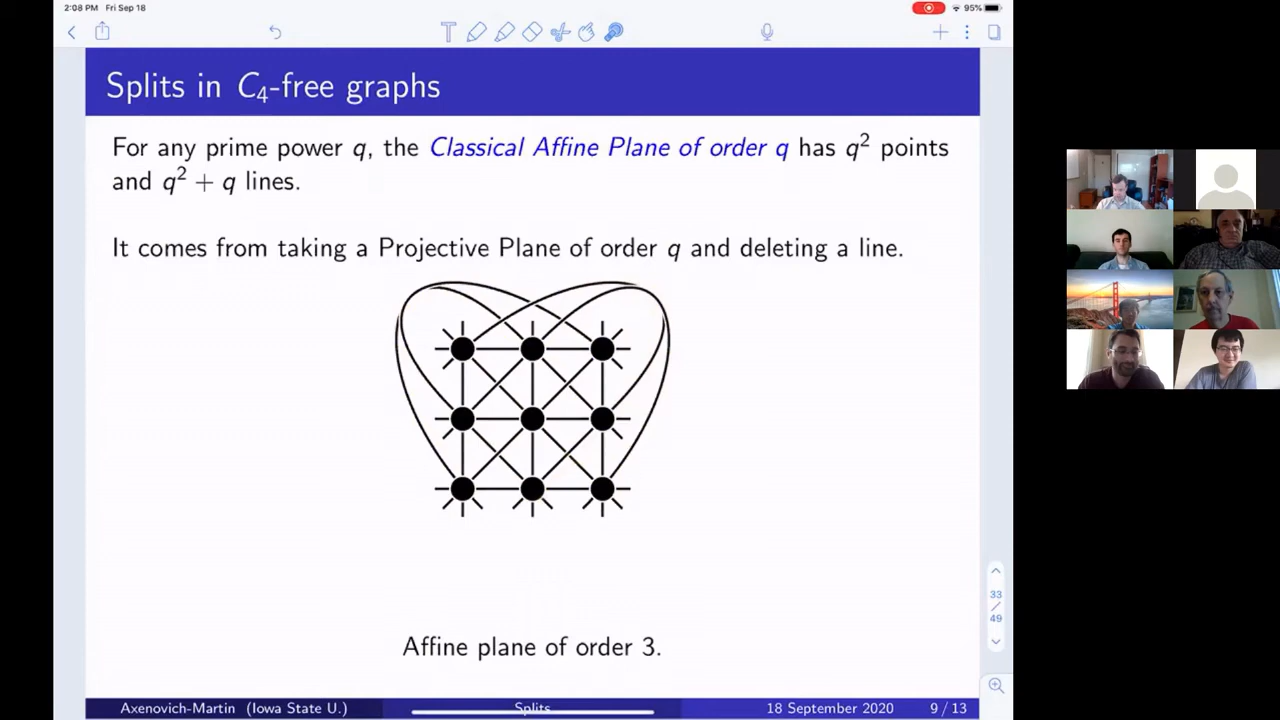 2:08 PM Fri Sep 18
95%
T
Splits in C₄-free graphs
For any prime power q, the Classical Affine Plane of order q has q² points
and q² + q lines.
It comes from taking a Projective Plane of order q and deleting a line.
33
/
49
Affine plane of order 3.
Axenovich-Martin (Iowa State U.) Splits 18 September 2020 9 / 13